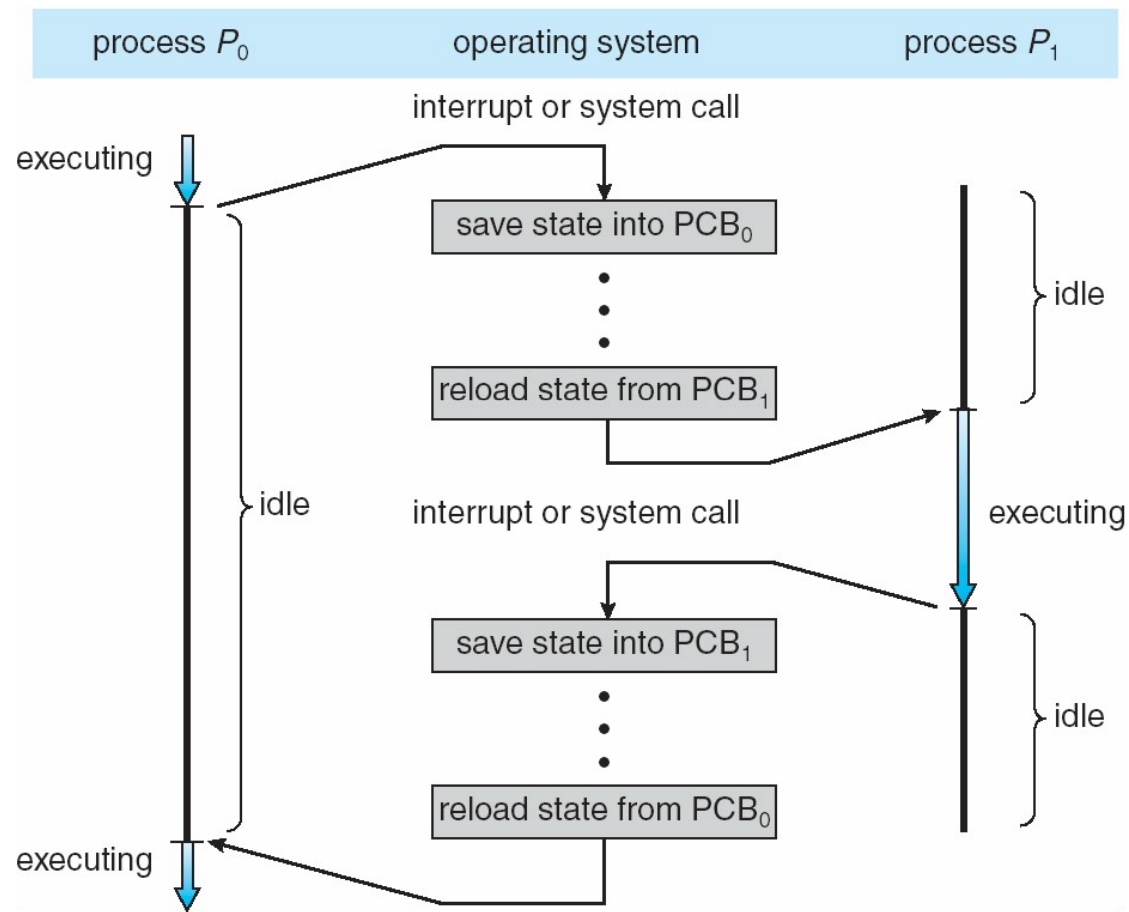 process P₀ operating system process P₁
interrupt or system call
executing
save state into PCB₀
idle
reload state from PCB₁
idle
interrupt or system call
executing
save state into PCB₁
idle
reload state from PCB₀
executing